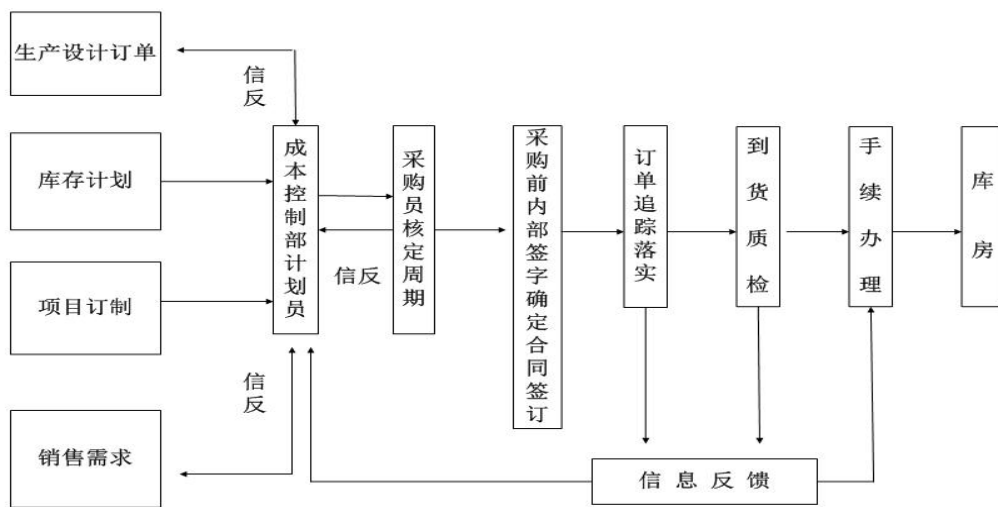 生产设计订单
信反
库存计划
项目订制
信反
销售需求
成本控制部计划员
信反
采购员核定周期
采购前内部签字确定合同签订
订单追踪落实
到货质检
手续办理
库房
信息反馈